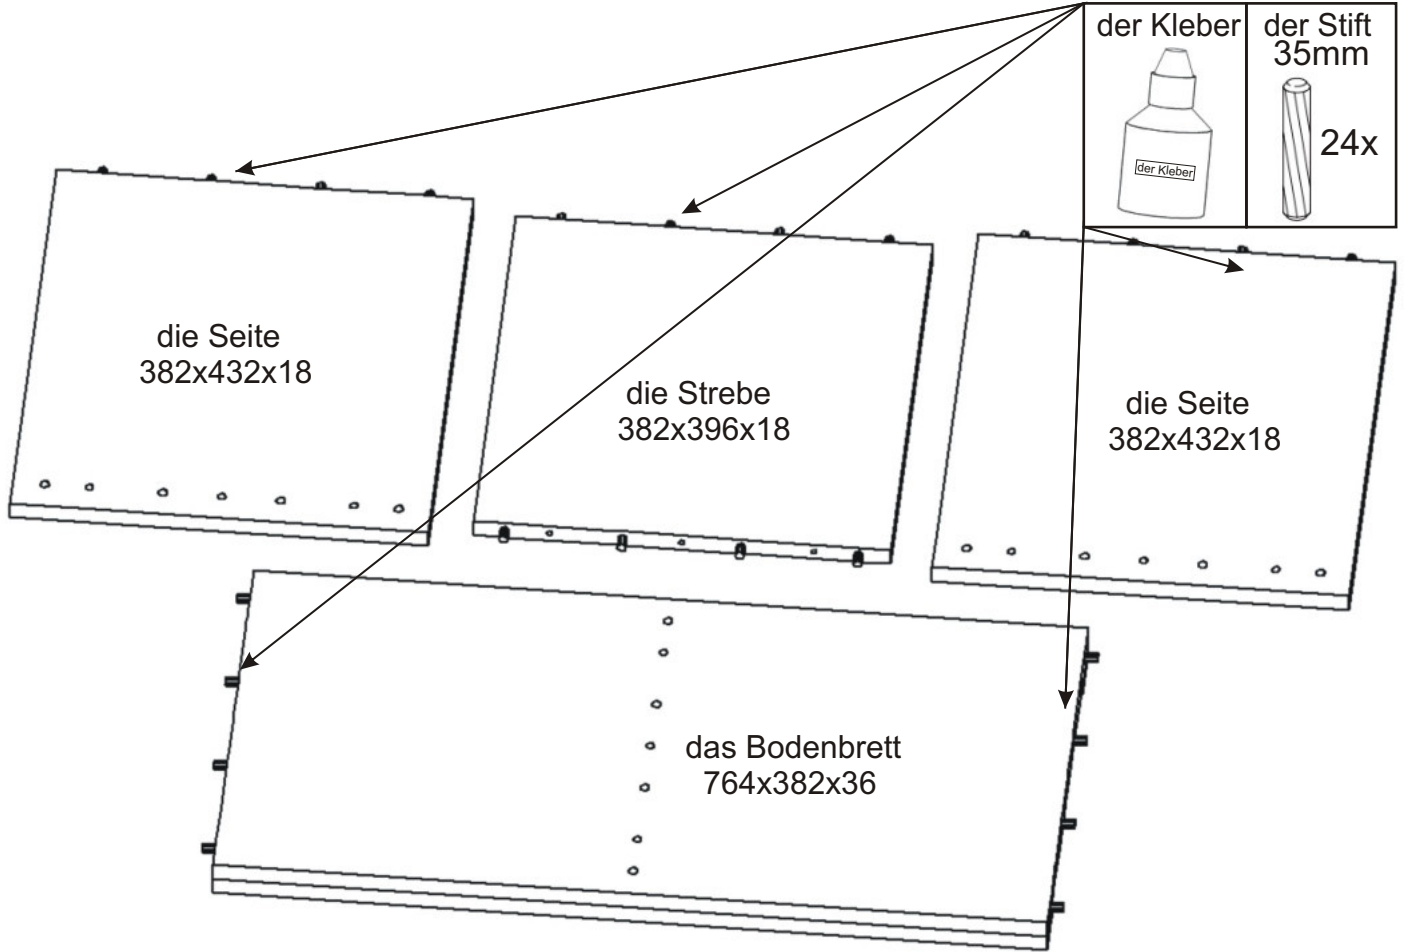 der Kleber
der Stift
35mm
24x
der Kleber
die Seite
382x432x18
die Strebe
382x396x18
die Seite
382x432x18
das Bodenbrett
764x382x36